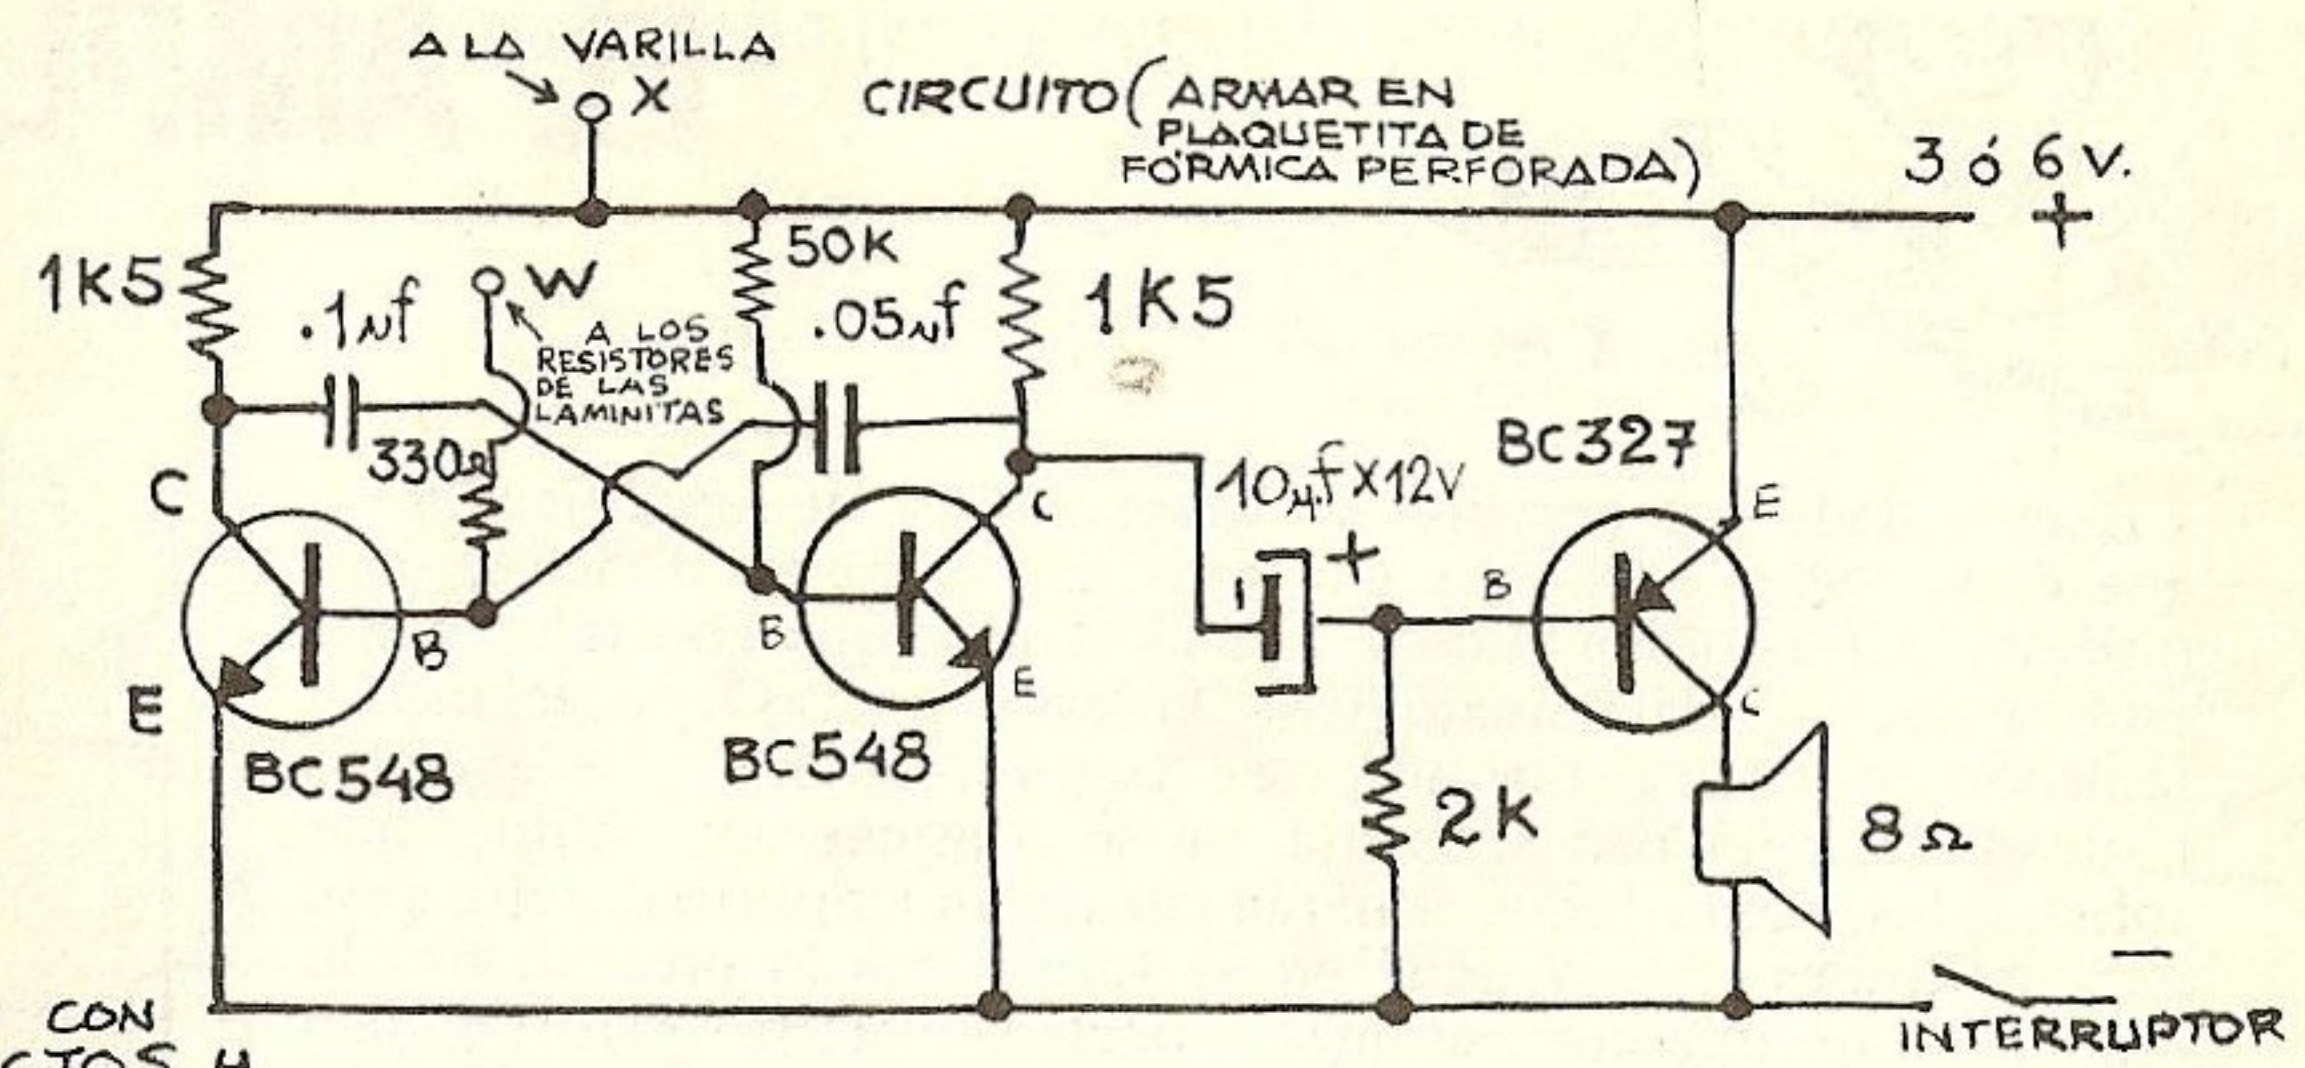 A LA VARILLA
X
CIRCUITO (ARMAR EN
PLAQUETITA DE
FÓRMICA PERFORADA)
3 ó 6 V.
+
1K5
.1µf
W
A LOS
RESISTORES
DE LAS
LAMINITAS
50K
.05µf
1K5
330Ω
10µf X 12V
+
BC327
C
B
E
BC548
C
B
E
BC548
E
B
C
2K
8Ω
−
INTERRUPTOR
CON